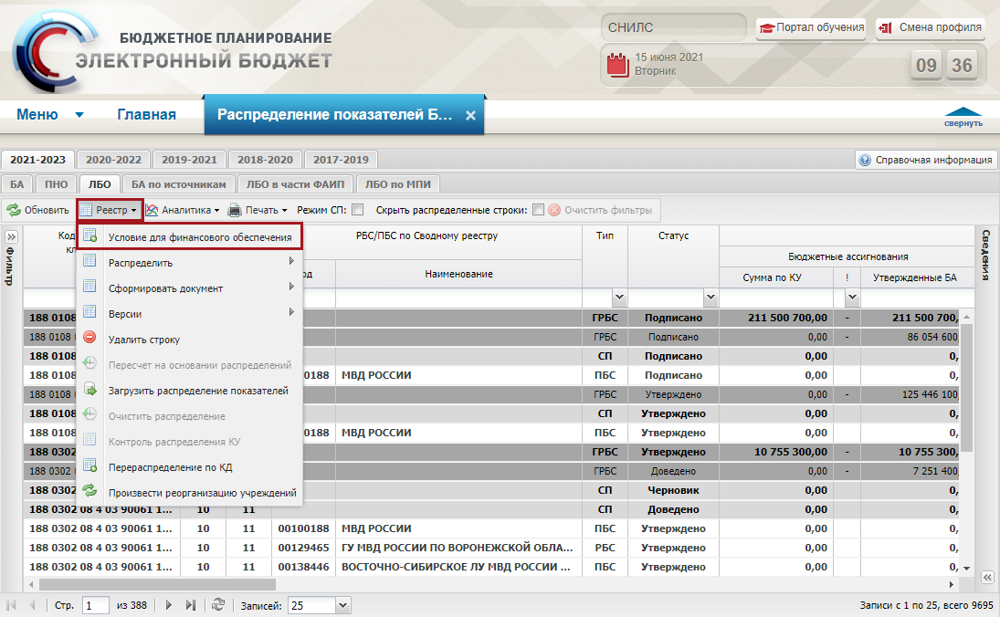 БЮДЖЕТНОЕ ПЛАНИРОВАНИЕ
ЭЛЕКТРОННЫЙ БЮДЖЕТ
СНИЛС
Портал обучения
Смена профиля
15 июня 2021
Вторник
09 36
Меню Главная Распределение показателей Б... ×
свернуть
2021-2023 2020-2022 2019-2021 2018-2020 2017-2019
Справочная информация
БА ПНО ЛБО БА по источникам ЛБО в части ФАИП ЛБО по МПИ
Обновить Реестр Аналитика Печать Режим СП: Скрыть распределенные строки: Очистить фильтры
Фильтр
Сведения
Условие для финансового обеспечения
Распределить
Сформировать документ
Версии
Удалить строку
Пересчет на основании распределений
Загрузить распределение показателей
Очистить распределение
Контроль распределения КУ
Перераспределение по КД
Произвести реорганизацию учреждений
Код РБС/ПБС по Сводному реестру Тип Статус
Бюджетные ассигнования
Наименование Сумма по КУ ! Утвержденные БА
188 0108 ГРБС Подписано 211 500 700,00 - 211 500 700,
188 0108 ГРБС Подписано 0,00 - 86 054 600,
188 0108 СП Подписано 0,00 0,
188 0108 0188 МВД РОССИИ ПБС Подписано 0,00 0,
188 0108 ГРБС Утверждено 0,00 - 125 446 100,
188 0108 СП Утверждено 0,00 0,
188 0108 0188 МВД РОССИИ ПБС Утверждено 0,00 0,
188 0302 ГРБС Утверждено 10 755 300,00 - 10 755 300,
188 0302 ГРБС Доведено 0,00 - 7 251 400,
188 0302 СП Черновик 0,00 0,
188 0302 08 4 03 90061 1... 10 11 СП Доведено 0,00 0,
188 0302 08 4 03 90061 1... 10 11 00100188 МВД РОССИИ ПБС Утверждено 0,00 0,
188 0302 08 4 03 90061 1... 10 11 00129465 ГУ МВД РОССИИ ПО ВОРОНЕЖСКОЙ ОБЛА... РБС Утверждено 0,00 0,
188 0302 08 4 03 90061 1... 10 11 00138446 ВОСТОЧНО-СИБИРСКОЕ ЛУ МВД РОССИИ ... ПБС Утверждено 0,00 0,
Стр. 1 из 388 Записей: 25 Записи с 1 по 25, всего 9695